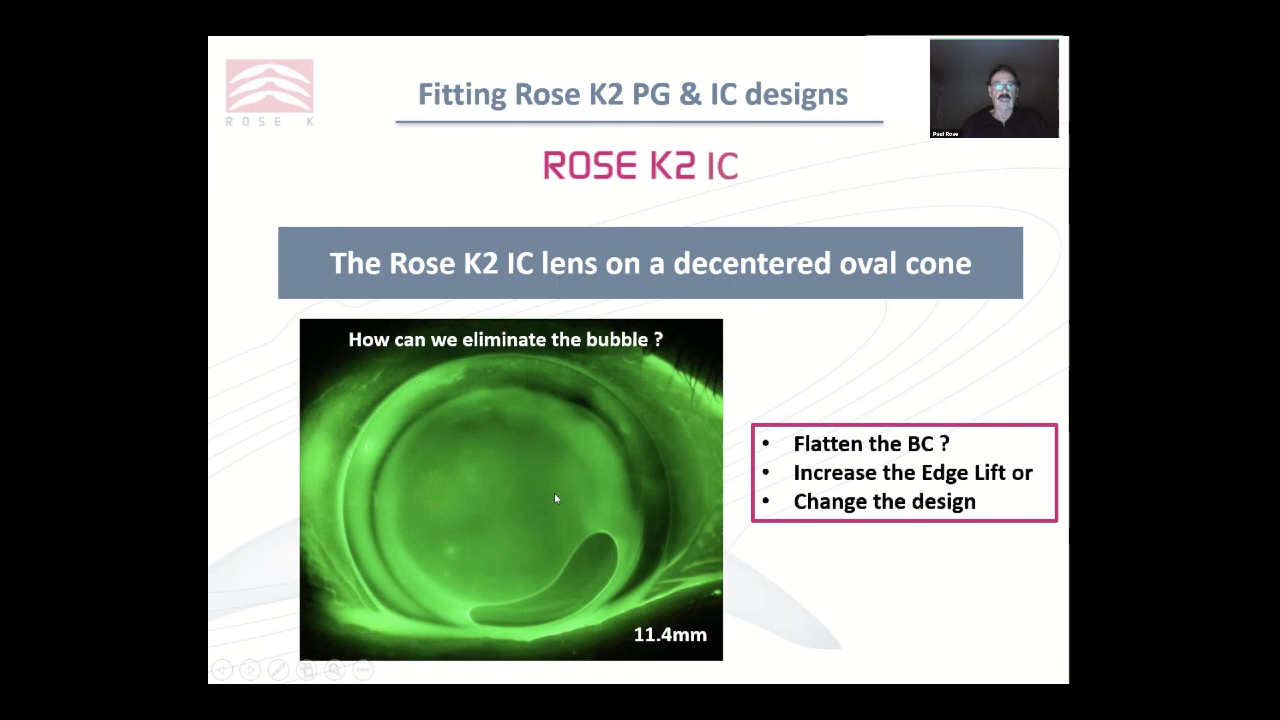 Fitting Rose K2 PG & IC designs
ROSE K
Paul Rose
ROSE K2 IC
The Rose K2 IC lens on a decentered oval cone
How can we eliminate the bubble ?
• Flatten the BC ?
• Increase the Edge Lift or
• Change the design
11.4mm